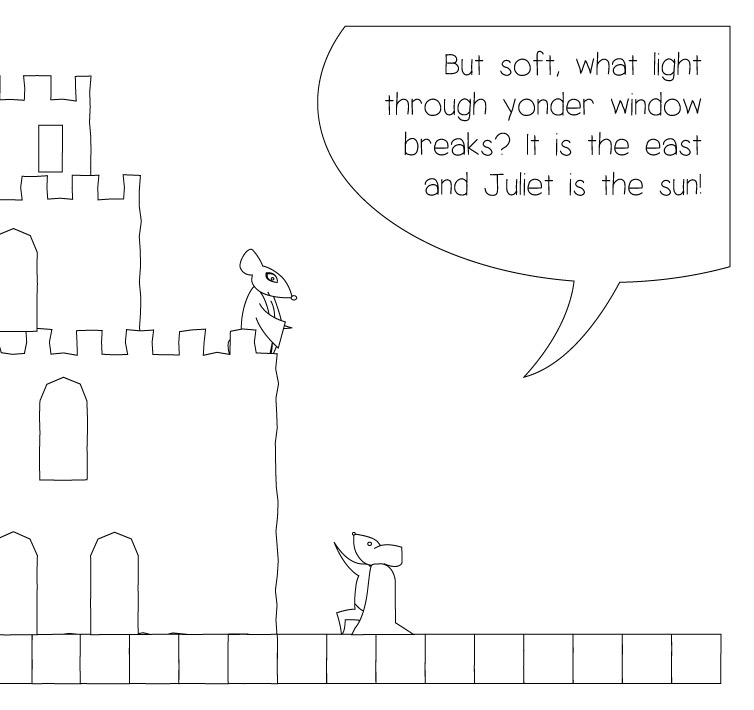 But soft, what light
through yonder window
breaks? It is the east
and Juliet is the sun!